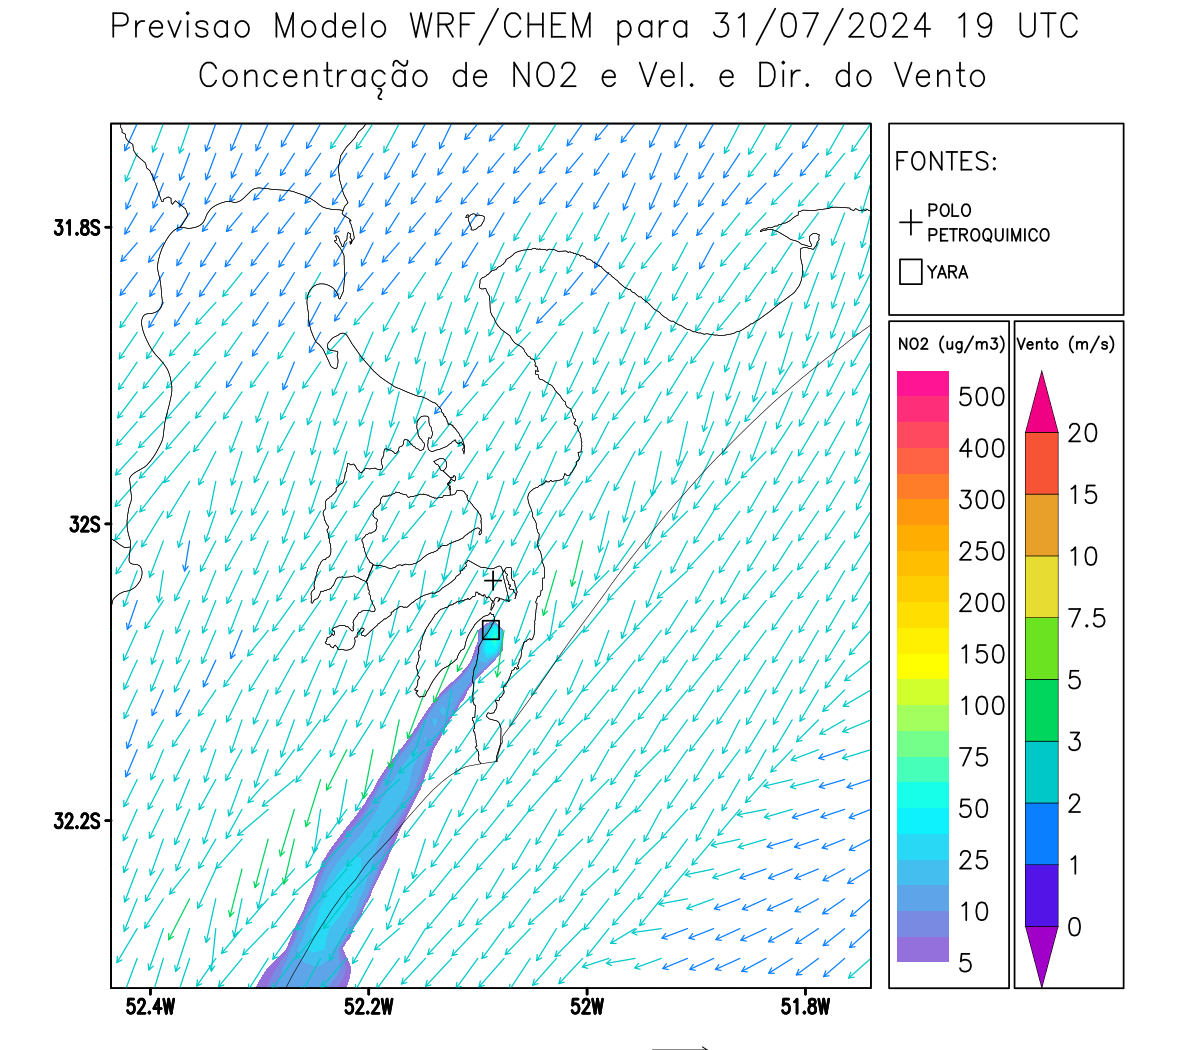 Previsao Modelo WRF/CHEM para 31/07/2024 19 UTC
Concentração de NO2 e Vel. e Dir. do Vento
FONTES:
POLO
PETROQUIMICO
YARA
31.8S
32S
32.2S
52.4W
52.2W
52W
51.8W
NO2 (ug/m3)
500
400
300
250
200
150
100
75
50
25
10
5
Vento (m/s)
20
15
10
7.5
5
3
2
1
0